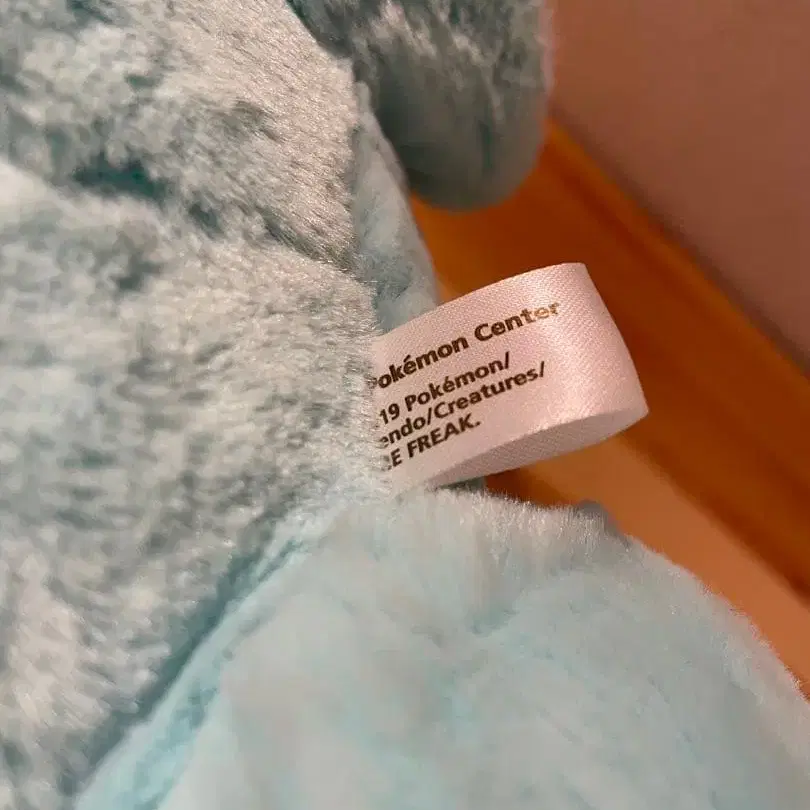 Pokémon Center
19 Pokémon/
endo/Creatures/
E FREAK.